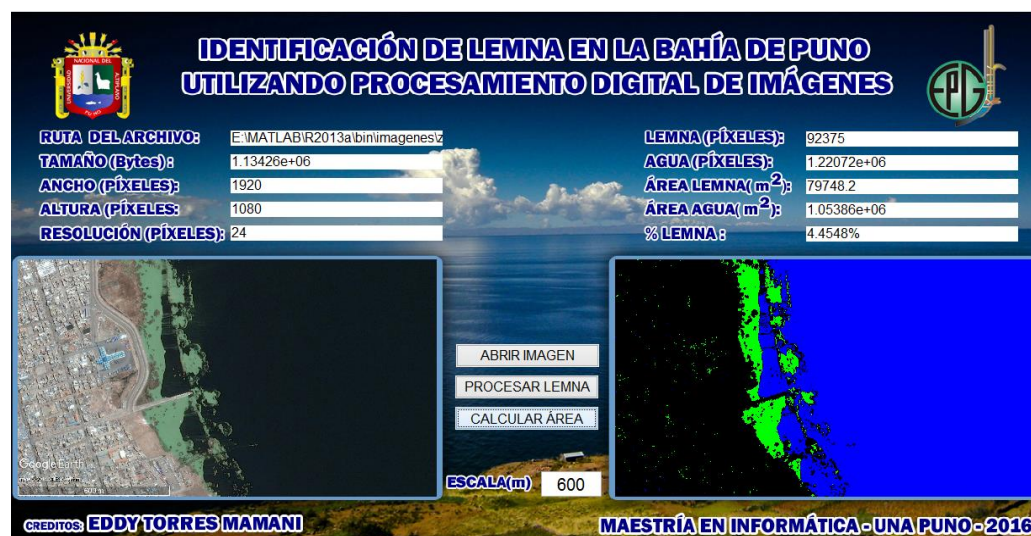 IDENTIFICACIÓN DE LEMNA EN LA BAHÍA DE PUNO
UTILIZANDO PROCESAMIENTO DIGITAL DE IMÁGENES
RUTA DEL ARCHIVO: E:\MATLAB\R2013a\bin\imagenes\z
TAMAÑO (Bytes) : 1.13426e+06
ANCHO (PÍXELES): 1920
ALTURA (PÍXELES: 1080
RESOLUCIÓN (PÍXELES); 24
LEMNA (PÍXELES): 92375
AGUA (PÍXELES): 1.22072e+06
ÁREA LEMNA( m²): 79748.2
ÁREA AGUA( m²): 1.05386e+06
% LEMNA : 4.4548%
ABRIR IMAGEN
PROCESAR LEMNA
CALCULAR ÁREA
ESCALA(m) 600
Google Earth
600 m
CREDITOS: EDDY TORRES MAMANI
MAESTRÍA EN INFORMÁTICA - UNA PUNO - 2016